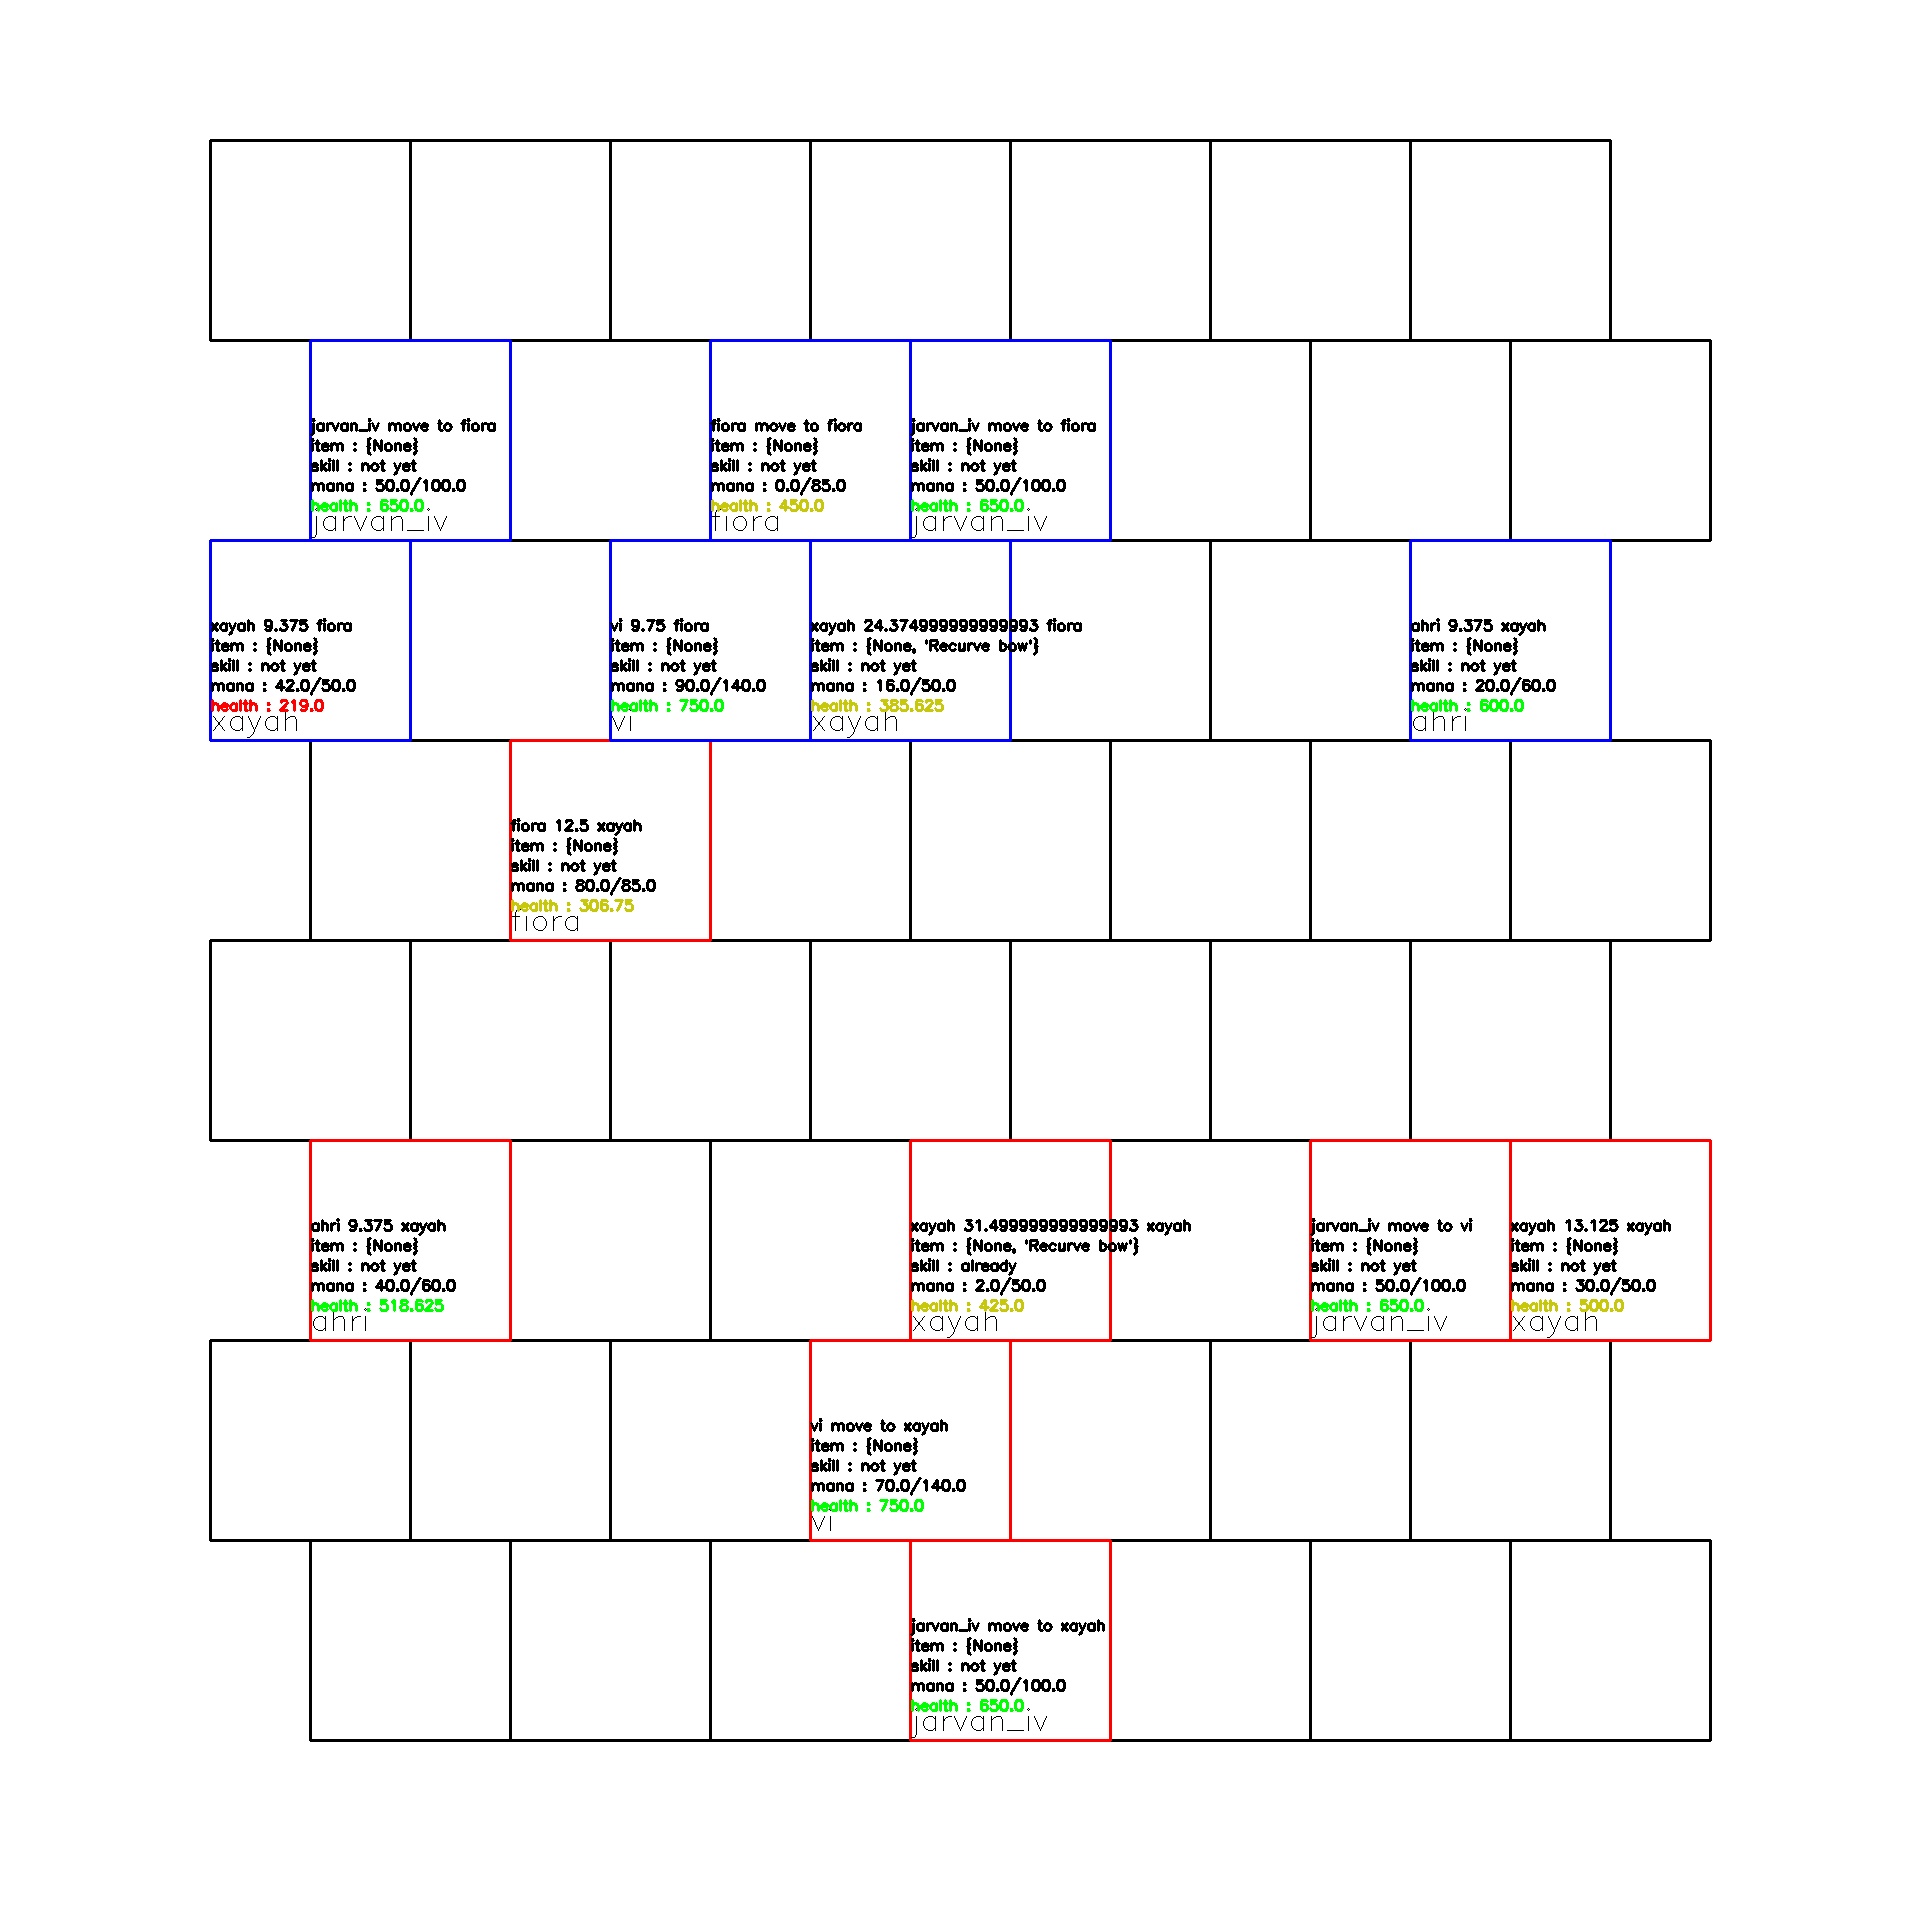 jarvan_iv move to fiora
item : {None}
skill : not yet
mana : 50.0/100.0
health : 650.0
jarvan_iv
fiora move to fiora
item : {None}
skill : not yet
mana : 0.0/85.0
health : 450.0
fiora
jarvan_iv move to fiora
item : {None}
skill : not yet
mana : 50.0/100.0
health : 650.0
jarvan_iv
xayah 9.375 fiora
item : {None}
skill : not yet
mana : 42.0/50.0
health : 219.0
xayah
vi 9.75 fiora
item : {None}
skill : not yet
mana : 90.0/140.0
health : 750.0
vi
xayah 24.374999999999993 fiora
item : {None, 'Recurve bow'}
skill : not yet
mana : 16.0/50.0
health : 385.625
xayah
ahri 9.375 xayah
item : {None}
skill : not yet
mana : 20.0/60.0
health : 600.0
ahri
fiora 12.5 xayah
item : {None}
skill : not yet
mana : 80.0/85.0
health : 306.75
fiora
ahri 9.375 xayah
item : {None}
skill : not yet
mana : 40.0/60.0
health : 518.625
ahri
xayah 31.499999999999993 xayah
item : {None, 'Recurve bow'}
skill : already
mana : 2.0/50.0
health : 425.0
xayah
jarvan_iv move to vi
item : {None}
skill : not yet
mana : 50.0/100.0
health : 650.0
jarvan_iv
xayah 13.125 xayah
item : {None}
skill : not yet
mana : 30.0/50.0
health : 500.0
xayah
vi move to xayah
item : {None}
skill : not yet
mana : 70.0/140.0
health : 750.0
vi
jarvan_iv move to xayah
item : {None}
skill : not yet
mana : 50.0/100.0
health : 650.0
jarvan_iv